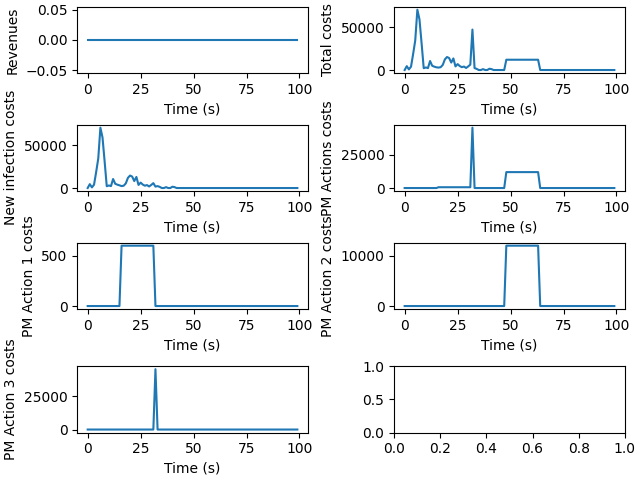 Revenues
0.05
0.00
−0.05
0 25 50 75 100
Time (s)
Total costs
50000
0
0 25 50 75 100
Time (s)
New infection costs
50000
0
0 25 50 75 100
Time (s)
PM Actions costs
25000
0
0 25 50 75 100
Time (s)
PM Action 1 costs
500
0
0 25 50 75 100
Time (s)
PM Action 2 costs
10000
0
0 25 50 75 100
Time (s)
PM Action 3 costs
25000
0
0 25 50 75 100
Time (s)
1.0
0.5
0.0
0.0 0.2 0.4 0.6 0.8 1.0